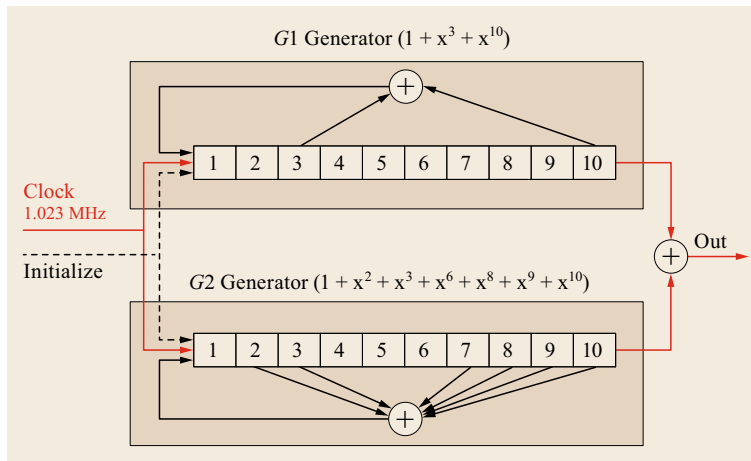 G1 Generator (1 + x³ + x¹⁰)
+
1 2 3 4 5 6 7 8 9 10
Clock
1.023 MHz
Initialize
+
Out
G2 Generator (1 + x² + x³ + x⁶ + x⁸ + x⁹ + x¹⁰)
1 2 3 4 5 6 7 8 9 10
+